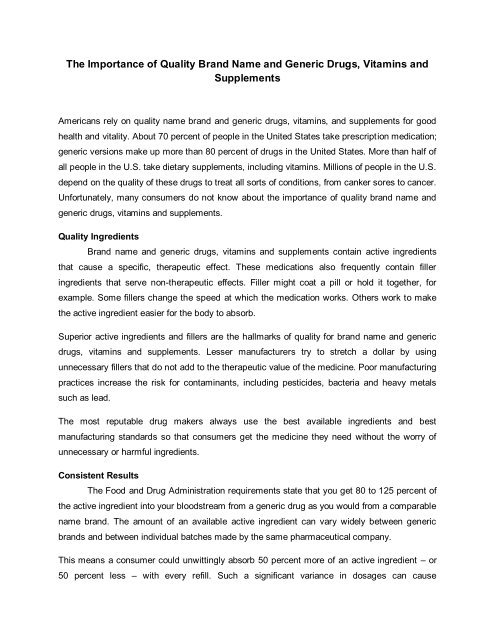 The Importance of Quality Brand Name and Generic Drugs, Vitamins and
Supplements
Americans rely on quality name brand and generic drugs, vitamins, and supplements for good
health and vitality. About 70 percent of people in the United States take prescription medication;
generic versions make up more than 80 percent of drugs in the United States. More than half of
all people in the U.S. take dietary supplements, including vitamins. Millions of people in the U.S.
depend on the quality of these drugs to treat all sorts of conditions, from canker sores to cancer.
Unfortunately, many consumers do not know about the importance of quality brand name and
generic drugs, vitamins and supplements.
Quality Ingredients
Brand name and generic drugs, vitamins and supplements contain active ingredients
that cause a specific, therapeutic effect. These medications also frequently contain filler
ingredients that serve non-therapeutic effects. Filler might coat a pill or hold it together, for
example. Some fillers change the speed at which the medication works. Others work to make
the active ingredient easier for the body to absorb.
Superior active ingredients and fillers are the hallmarks of quality for brand name and generic
drugs, vitamins and supplements. Lesser manufacturers try to stretch a dollar by using
unnecessary fillers that do not add to the therapeutic value of the medicine. Poor manufacturing
practices increase the risk for contaminants, including pesticides, bacteria and heavy metals
such as lead.
The most reputable drug makers always use the best available ingredients and best
manufacturing standards so that consumers get the medicine they need without the worry of
unnecessary or harmful ingredients.
Consistent Results
The Food and Drug Administration requirements state that you get 80 to 125 percent of
the active ingredient into your bloodstream from a generic drug as you would from a comparable
name brand. The amount of an available active ingredient can vary widely between generic
brands and between individual batches made by the same pharmaceutical company.
This means a consumer could unwittingly absorb 50 percent more of an active ingredient – or
50 percent less – with every refill. Such a significant variance in dosages can cause